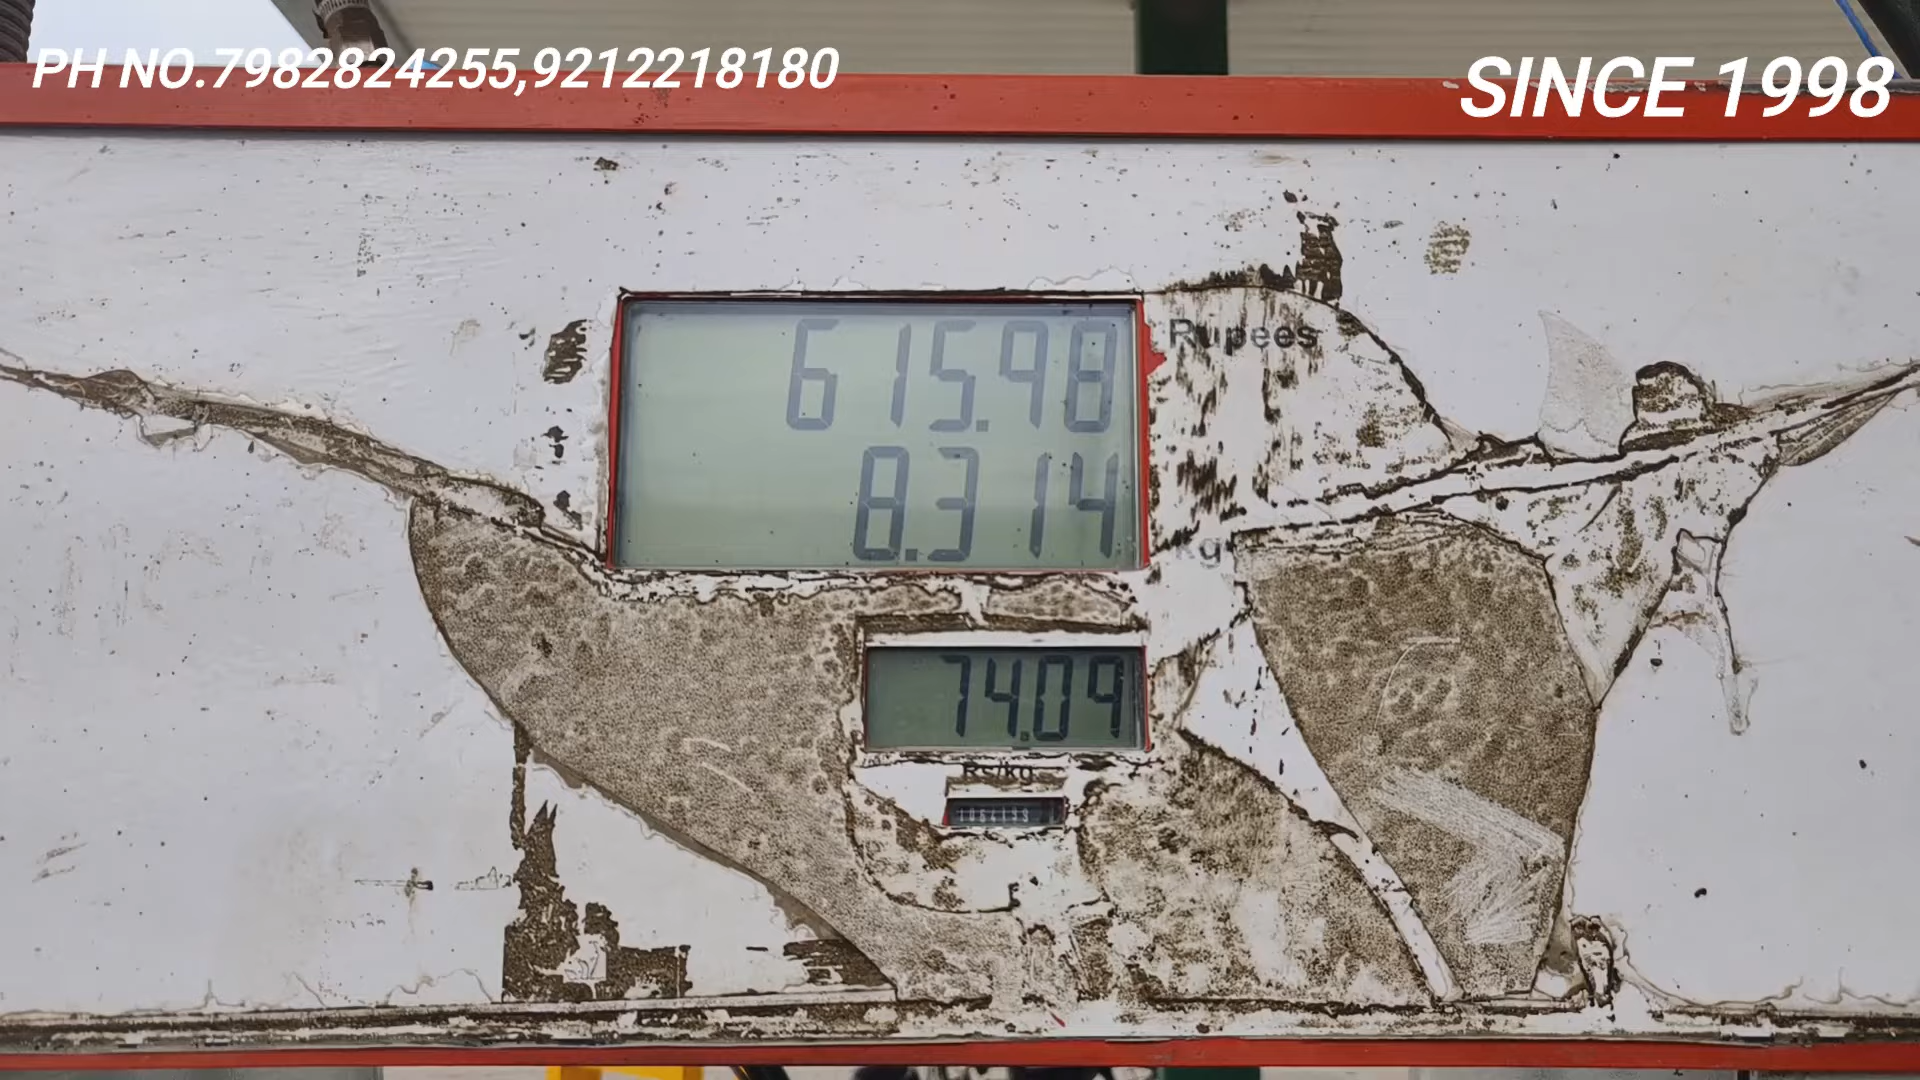 PH NO.7982824255,9212218180
SINCE 1998
615.98
Rupees
8.314
kg
74.09
Rs/kg